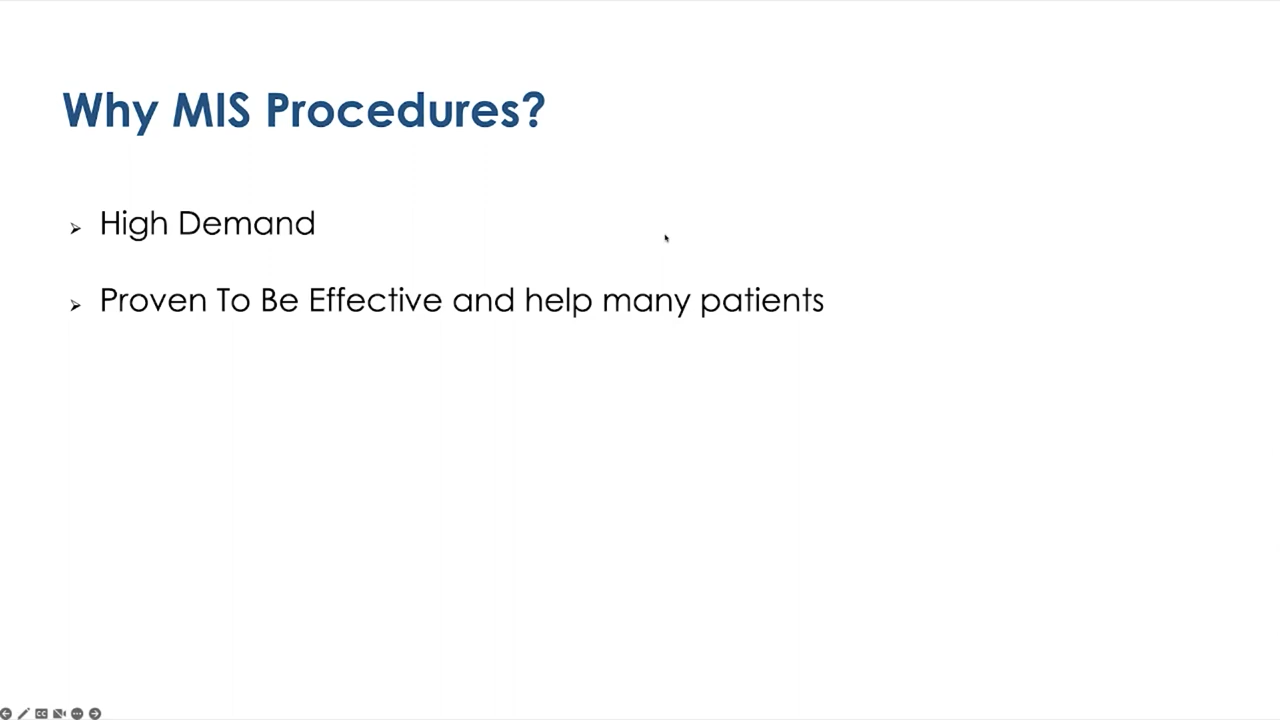 Why MIS Procedures?
High Demand
Proven To Be Effective and help many patients